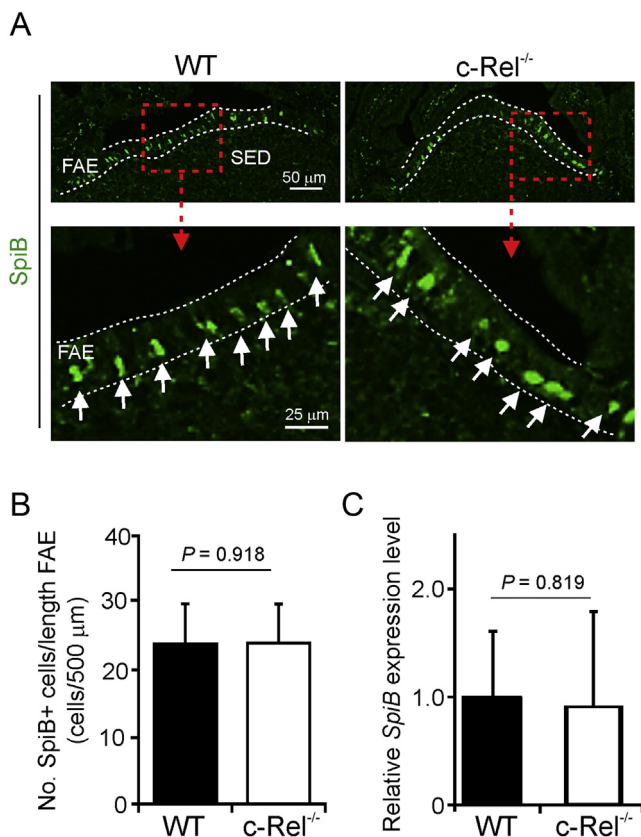 A
WT
c-Rel-/-
SpiB
FAE
SED
50 μm
FAE
25 μm
B
No. SpiB+ cells/length FAE
(cells/500 μm)
40
30
20
10
0
P = 0.918
WT
c-Rel-/-
C
Relative SpiB expression level
2.0
1.0
0
P = 0.819
WT
c-Rel-/-